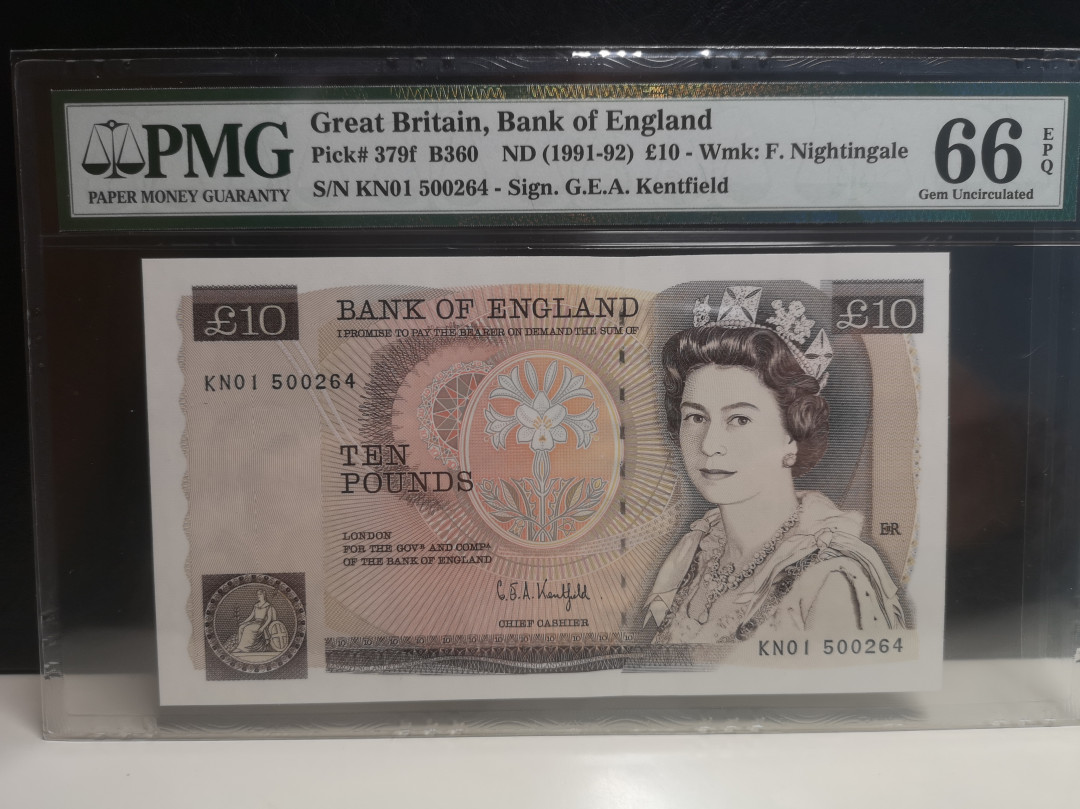 PMG
PAPER MONEY GUARANTY
Great Britain, Bank of England
Pick# 379f B360 ND (1991-92) £10 - Wmk: F. Nightingale
S/N KN01 500264 - Sign. G.E.A. Kentfield
66
EPQ
Gem Uncirculated
£10
BANK OF ENGLAND
I PROMISE TO PAY THE BEARER ON DEMAND THE SUM OF
£10
KN01 500264
TEN
POUNDS
LONDON
FOR THE GOVR AND COMPA
OF THE BANK OF ENGLAND
G.E.A. Kentfield
CHIEF CASHIER
E II R
KN01 500264